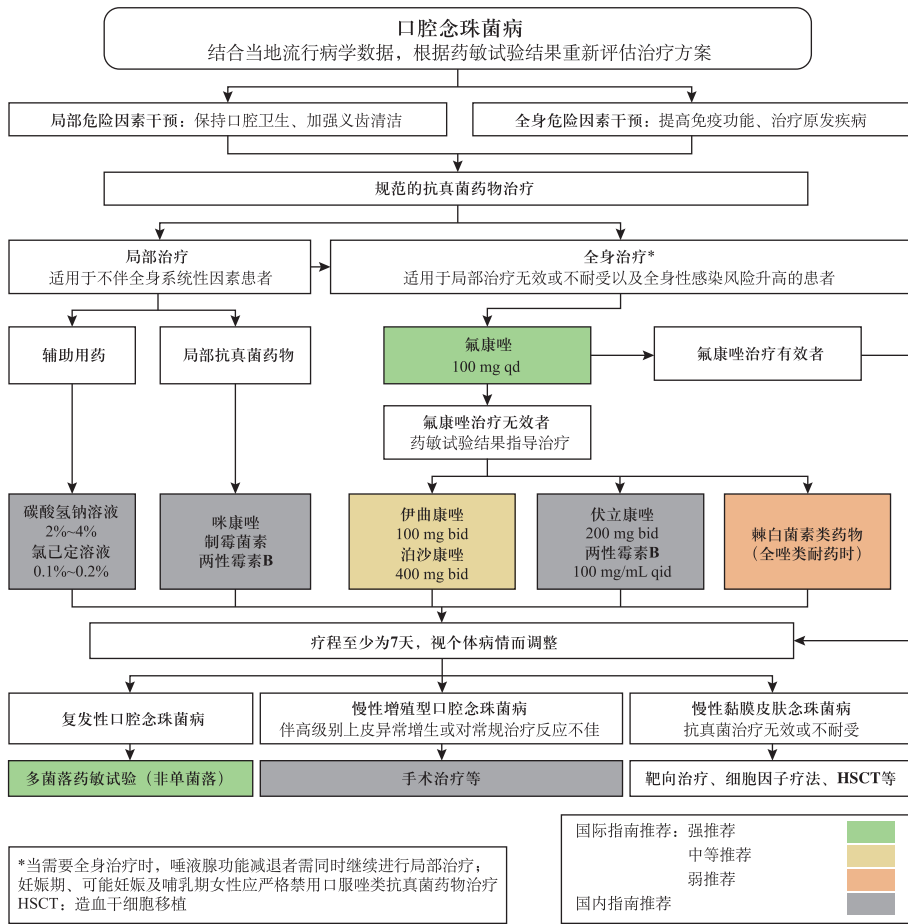 口腔念珠菌病
结合当地流行病学数据，根据药敏试验结果重新评估治疗方案
局部危险因素干预：保持口腔卫生、加强义齿清洁
全身危险因素干预：提高免疫功能、治疗原发疾病
规范的抗真菌药物治疗
局部治疗
适用于不伴全身系统性因素患者
全身治疗*
适用于局部治疗无效或不耐受以及全身性感染风险升高的患者
辅助用药
局部抗真菌药物
氟康唑
100 mg qd
氟康唑治疗有效者
氟康唑治疗无效者
药敏试验结果指导治疗
碳酸氢钠溶液
2%~4%
氯己定溶液
0.1%~0.2%
咪康唑
制霉菌素
两性霉素B
伊曲康唑
100 mg bid
泊沙康唑
400 mg bid
伏立康唑
200 mg bid
两性霉素B
100 mg/mL qid
棘白菌素类药物
（全唑类耐药时）
疗程至少为7天，视个体病情而调整
复发性口腔念珠菌病
慢性增殖型口腔念珠菌病
伴高级别上皮异常增生或对常规治疗反应不佳
慢性黏膜皮肤念珠菌病
抗真菌治疗无效或不耐受
多菌落药敏试验（非单菌落）
手术治疗等
靶向治疗、细胞因子疗法、HSCT等
*当需要全身治疗时，唾液腺功能减退者需同时继续进行局部治疗；
妊娠期、可能妊娠及哺乳期女性应严格禁用口服唑类抗真菌药物治疗
HSCT：造血干细胞移植
国际指南推荐：强推荐
中等推荐
弱推荐
国内指南推荐